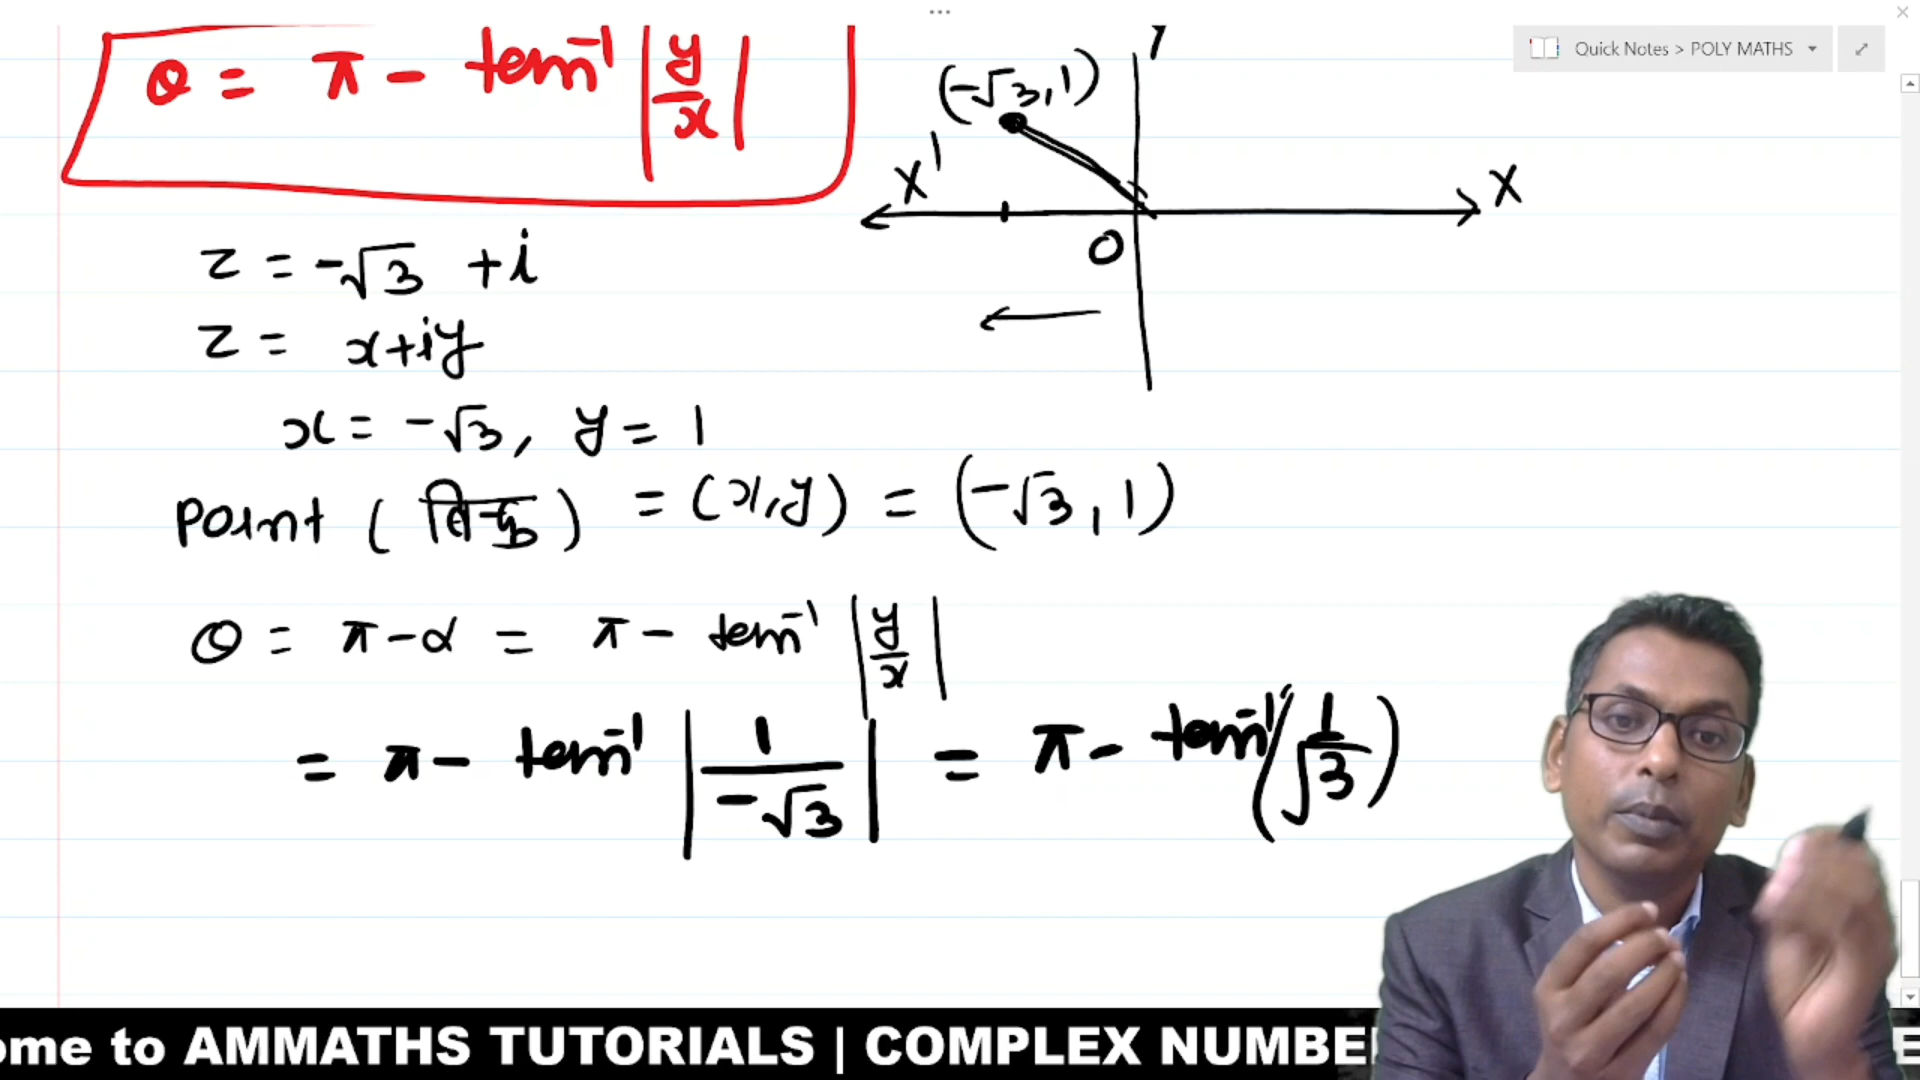 Quick Notes > POLY MATHS
θ = π - tan⁻¹ |y/x|
(-√3, 1)
Y
X'
X
O
z = -√3 + i
z = x+iy
x = -√3, y = 1
Point (बिन्दु) = (x,y) = (-√3, 1)
θ = π-α = π - tan⁻¹ |y/x|
= π - tan⁻¹ |1/-√3| = π - tan⁻¹(1/√3)
ome to AMMATHS TUTORIALS | COMPLEX NUMBE